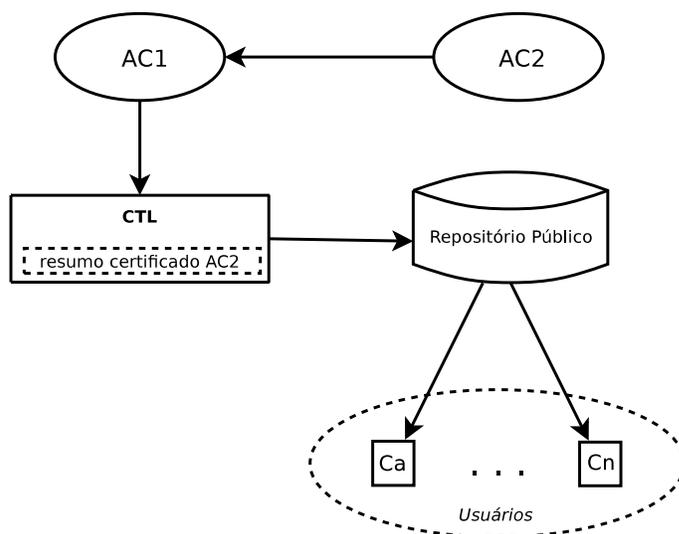 AC1
AC2
CTL
resumo certificado AC2
Repositório Público
Ca
. . .
Cn
Usuários